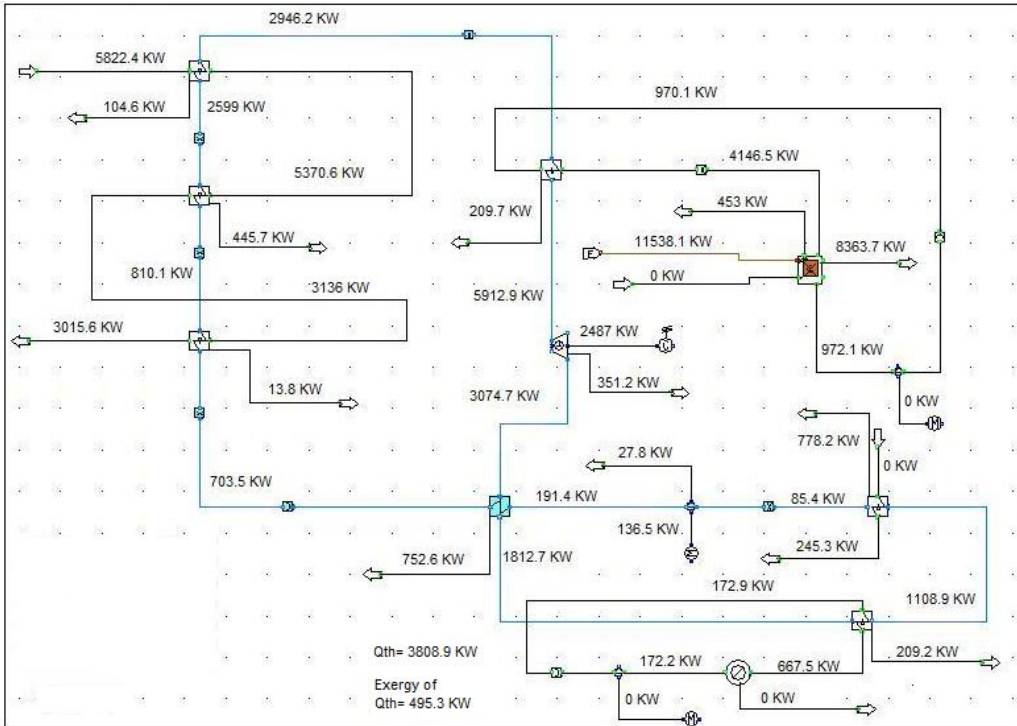 2946.2 KW
5822.4 KW
104.6 KW
2599 KW
970.1 KW
5370.6 KW
4146.5 KW
209.7 KW
453 KW
445.7 KW
11538.1 KW
8363.7 KW
810.1 KW
0 KW
3136 KW
5912.9 KW
3015.6 KW
2487 KW
972.1 KW
13.8 KW
351.2 KW
3074.7 KW
0 KW
778.2 KW
27.8 KW
0 KW
703.5 KW
191.4 KW
85.4 KW
136.5 KW
245.3 KW
752.6 KW
1812.7 KW
172.9 KW
1108.9 KW
Qth= 3808.9 KW
172.2 KW
667.5 KW
209.2 KW
Exergy of
Qth= 495.3 KW
0 KW
0 KW
F
G
M
M